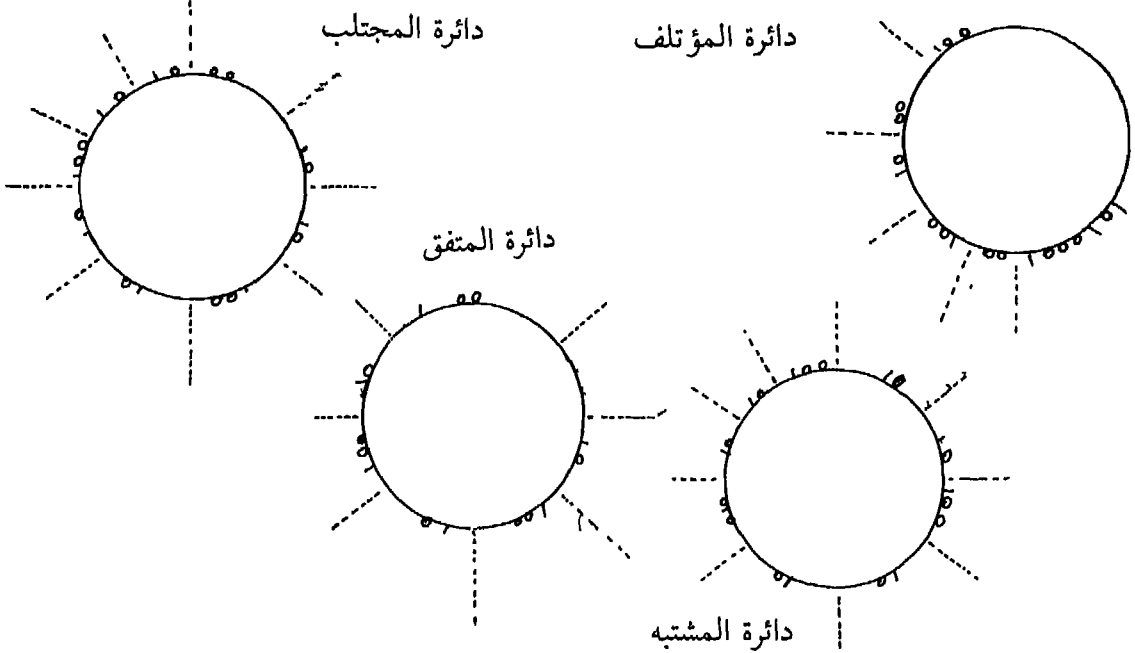 دائرة المؤتلف
دائرة المجتلب
دائرة المتفق
دائرة المشتبه